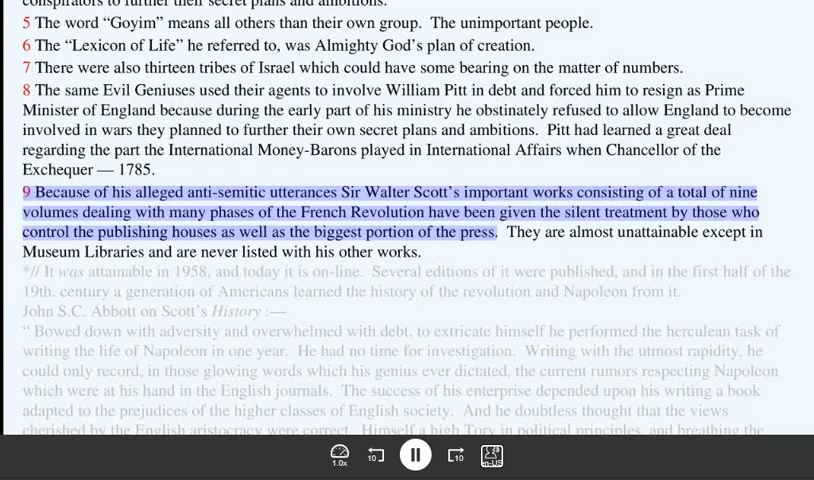 conspirators to further their secret plans and ambitions.
5 The word “Goyim” means all others than their own group.  The unimportant people.
6 The “Lexicon of Life” he referred to, was Almighty God’s plan of creation.
7 There were also thirteen tribes of Israel which could have some bearing on the matter of numbers.
8 The same Evil Geniuses used their agents to involve William Pitt in debt and forced him to resign as Prime
Minister of England because during the early part of his ministry he obstinately refused to allow England to become
involved in wars they planned to further their own secret plans and ambitions.  Pitt had learned a great deal
regarding the part the International Money-Barons played in International Affairs when Chancellor of the
Exchequer — 1785.
9 Because of his alleged anti-semitic utterances Sir Walter Scott’s important works consisting of a total of nine
volumes dealing with many phases of the French Revolution have been given the silent treatment by those who
control the publishing houses as well as the biggest portion of the press.  They are almost unattainable except in
Museum Libraries and are never listed with his other works.
*// It was attainable in 1958, and today it is on-line.  Several editions of it were published, and in the first half of the
19th. century a generation of Americans learned the history of the revolution and Napoleon from it.
John S.C. Abbott on Scott’s History :—
“ Bowed down with adversity and overwhelmed with debt, to extricate himself he performed the herculean task of
writing the life of Napoleon in one year.  He had no time for investigation.  Writing with the utmost rapidity, he
could only record, in those glowing words which his genius ever dictated, the current rumors respecting Napoleon
which were at his hand in the English journals.  The success of his enterprise depended upon his writing a book
adapted to the prejudices of the higher classes of English society.  And he doubtless thought that the views
cherished by the English aristocracy were correct.  Himself a high Tory in political principles, and breathing the
1.0x 10 10 en-US